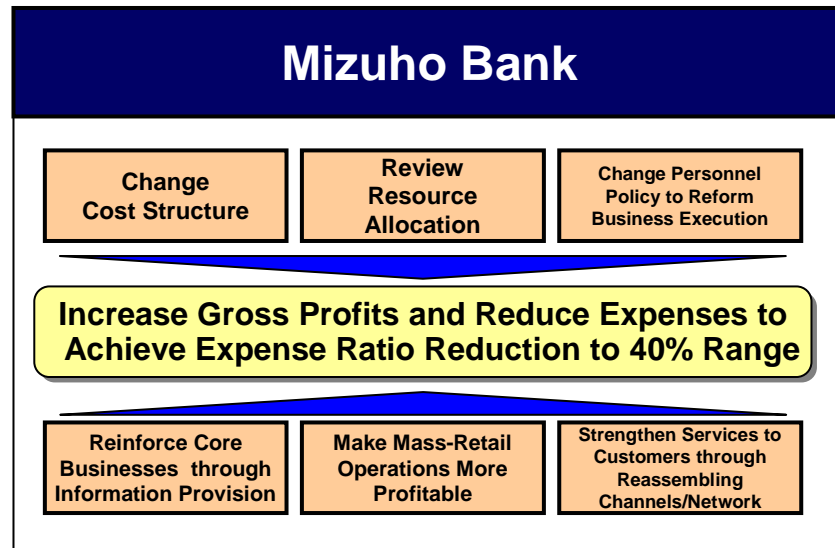 Mizuho Bank
Change
Cost Structure
Review
Resource
Allocation
Change Personnel
Policy to Reform
Business Execution
Increase Gross Profits and Reduce Expenses to
Achieve Expense Ratio Reduction to 40% Range
Reinforce Core
Businesses through
Information Provision
Make Mass-Retail
Operations More
Profitable
Strengthen Services to
Customers through
Reassembling
Channels/Network